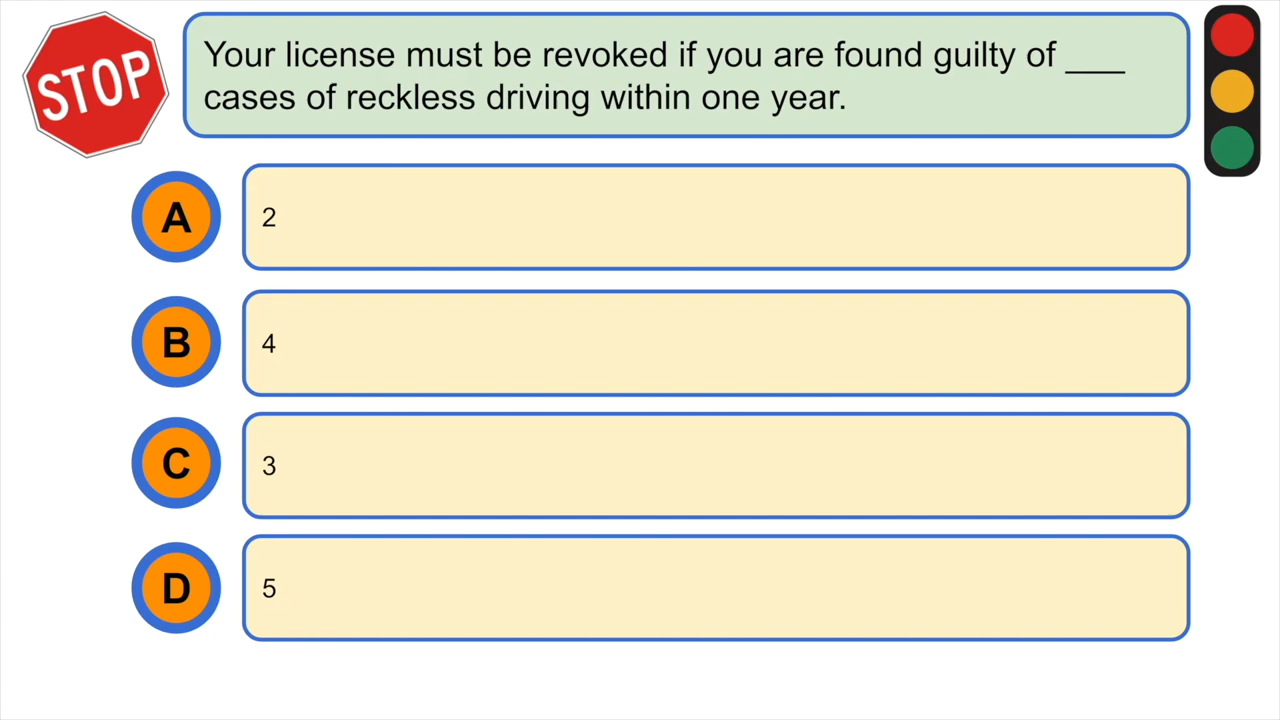 STOP
Your license must be revoked if you are found guilty of ___
cases of reckless driving within one year.
A
2
B
4
C
3
D
5